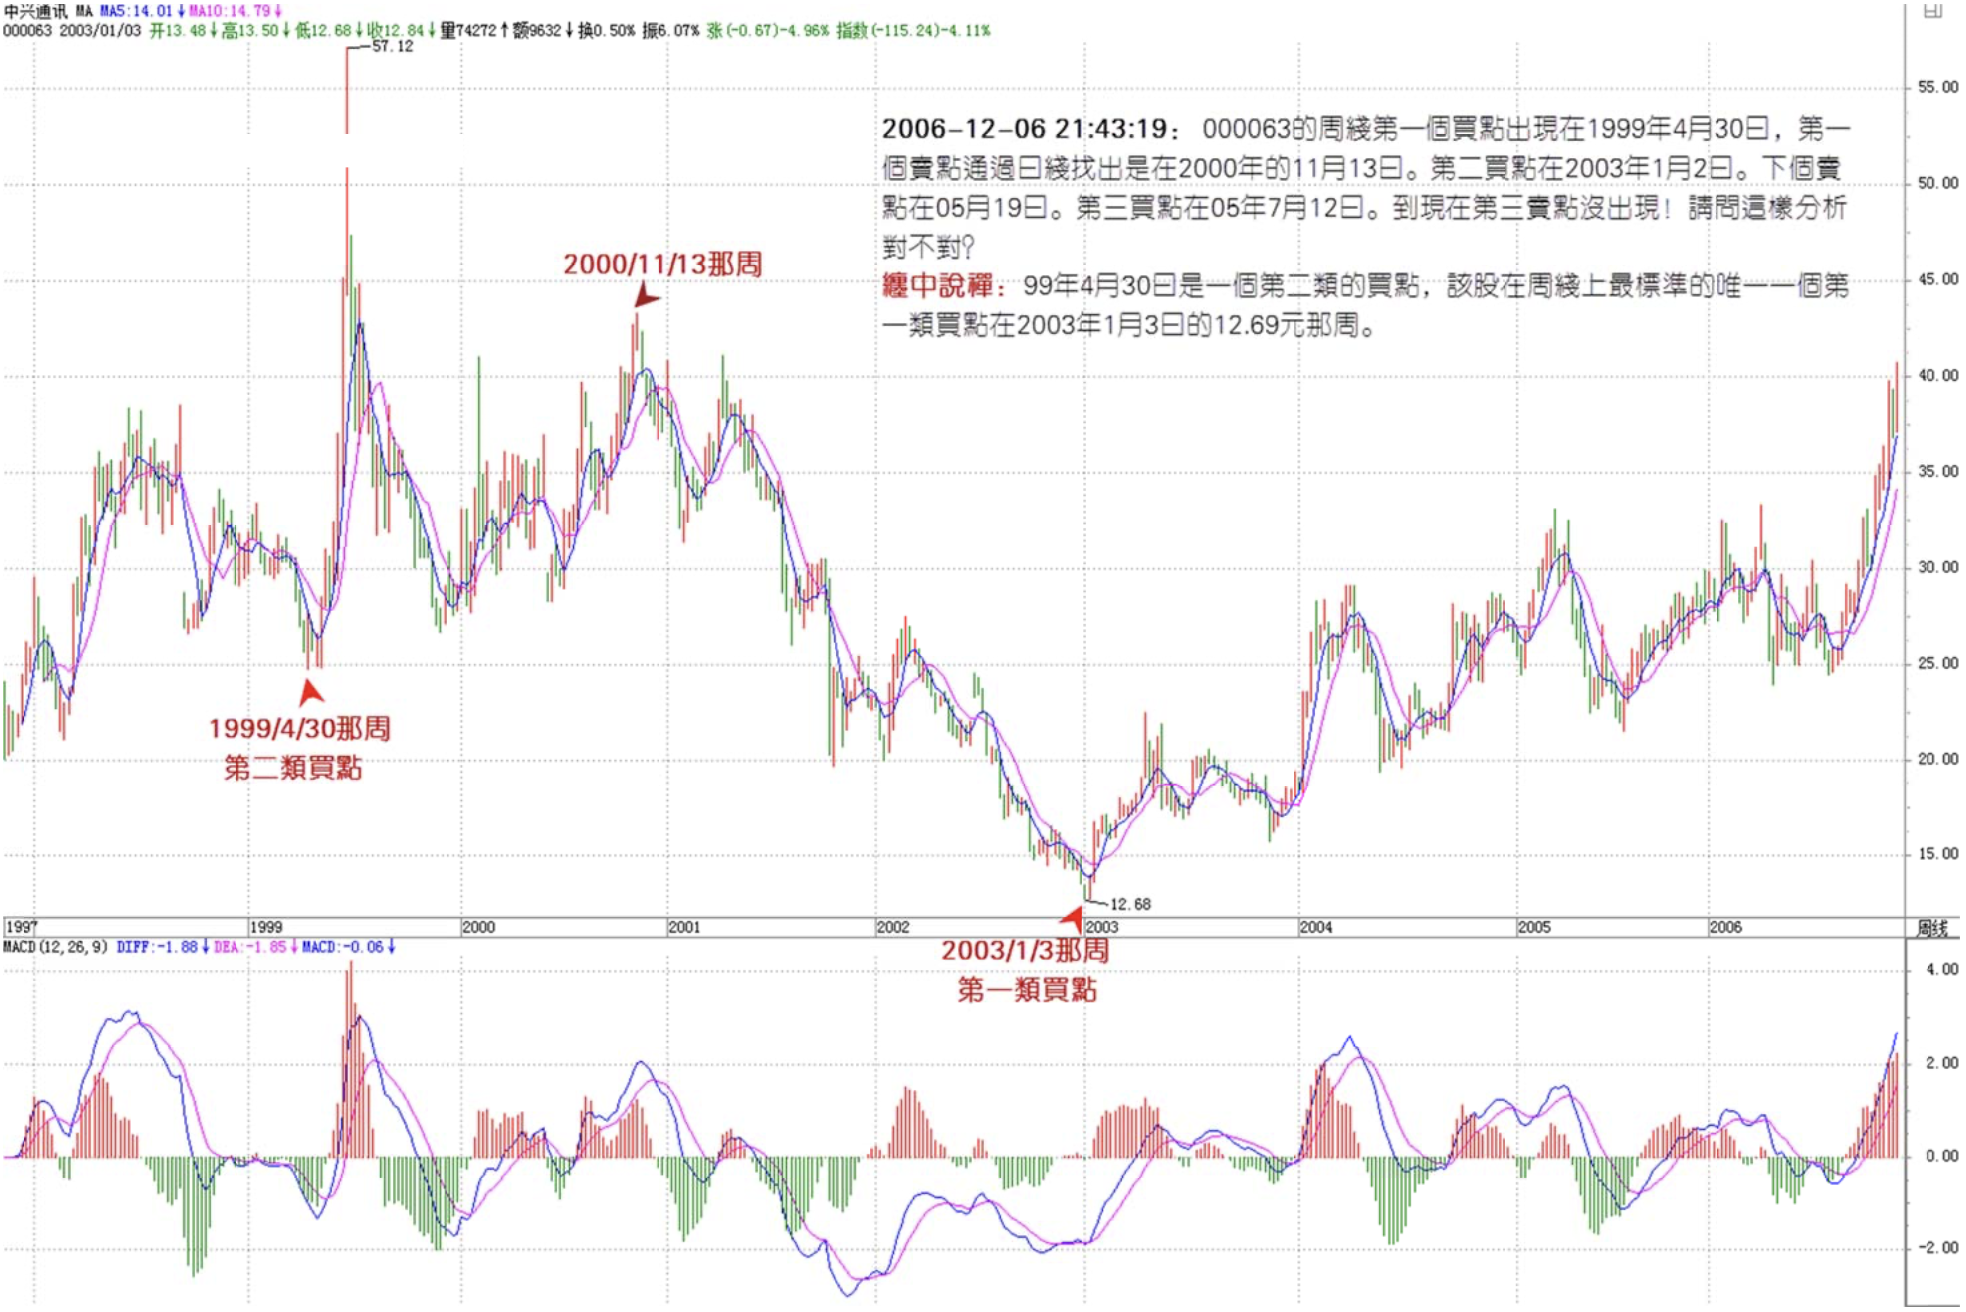 中兴通讯 MA MA5:14.01↓MA10:14.79↓
000063 2003/01/03 开13.48↓高13.50↓低12.68↓收12.84↓量74272↑额9632↓换0.50% 振6.07% 涨(-0.67)-4.96% 指数(-115.24)-4.11%
57.12
55.00
2006-12-06 21:43:19： 000063的周綫第一個買點出現在1999年4月30日，第一
個賣點通過日綫找出是在2000年的11月13日。第二買點在2003年1月2日。下個賣
點在05月19日。第三買點在05年7月12日。到現在第三賣點沒出現！請問這樣分析
對不對？
纏中說禪：99年4月30日是一個第二類的買點，該股在周綫上最標準的唯一一個第
一類買點在2003年1月3日的12.69元那周。
50.00
2000/11/13那周
45.00
40.00
35.00
30.00
25.00
1999/4/30那周
第二類買點
20.00
15.00
12.68
1997 1999 2000 2001 2002 2003 2004 2005 2006 周线
2003/1/3那周
第一類買點
MACD(12,26,9) DIFF:-1.88↓DEA:-1.85↓MACD:-0.06↓
4.00
2.00
0.00
-2.00